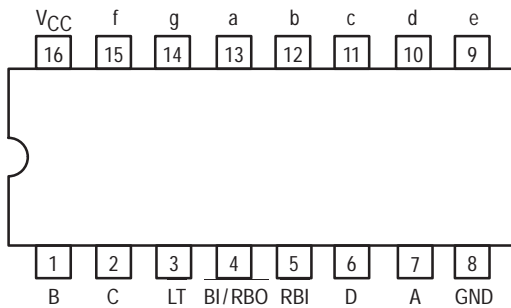 VCC f g a b c d e
16 15 14 13 12 11 10 9
1 2 3 4 5 6 7 8
B C LT BI/RBO RBI D A GND